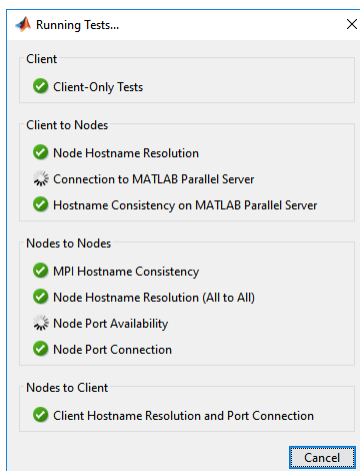 Running Tests...
Client
Client-Only Tests
Client to Nodes
Node Hostname Resolution
Connection to MATLAB Parallel Server
Hostname Consistency on MATLAB Parallel Server
Nodes to Nodes
MPI Hostname Consistency
Node Hostname Resolution (All to All)
Node Port Availability
Node Port Connection
Nodes to Client
Client Hostname Resolution and Port Connection
Cancel